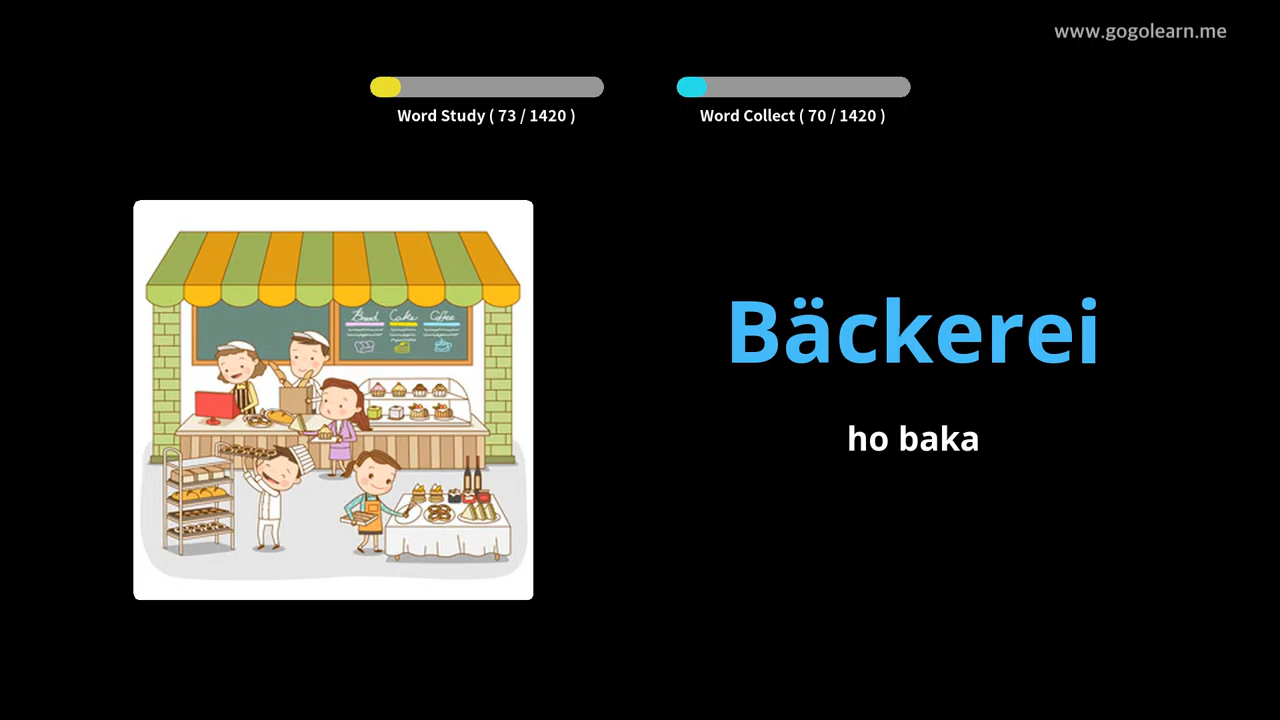 www.gogolearn.me
Word Study ( 73 / 1420 )
Word Collect ( 70 / 1420 )
Bread Cake Coffee
Bäckerei
ho baka